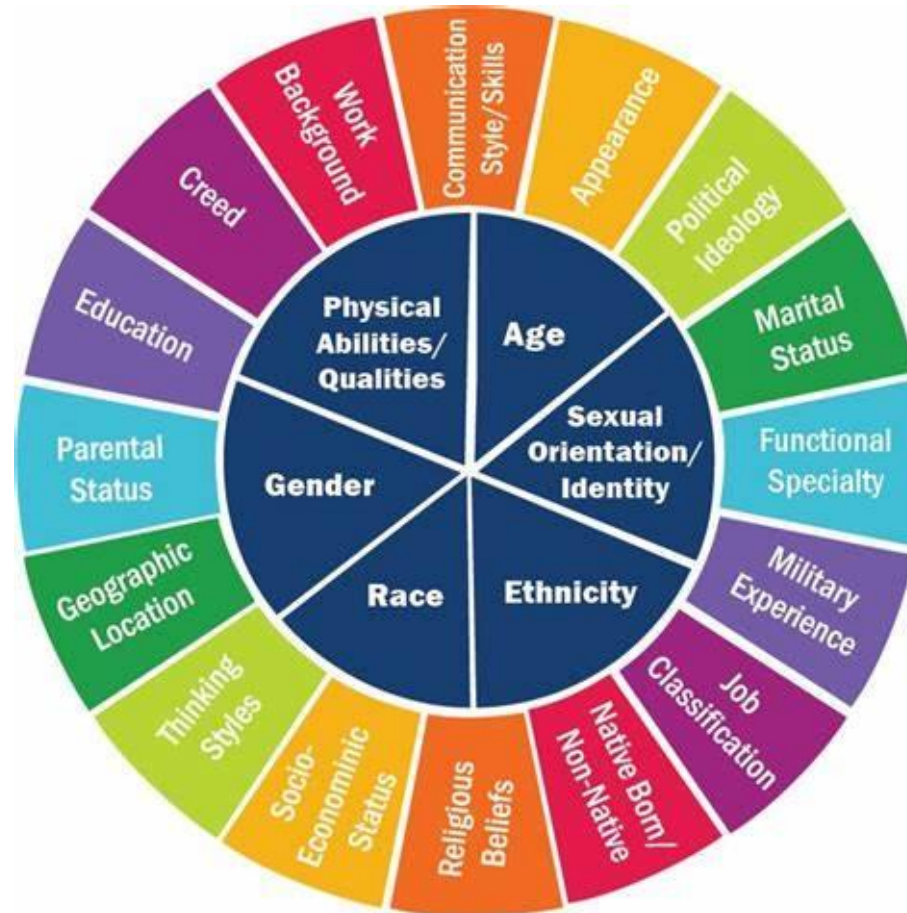 Communication
Style/Skills
Appearance
Political
Ideology
Marital
Status
Functional
Specialty
Military
Experience
Job
Classification
Native Born/
Non-Native
Religious
Beliefs
Socio-
Economic
Status
Thinking
Styles
Geographic
Location
Parental
Status
Education
Creed
Work
Background
Physical
Abilities/
Qualities
Age
Sexual
Orientation/
Identity
Ethnicity
Race
Gender